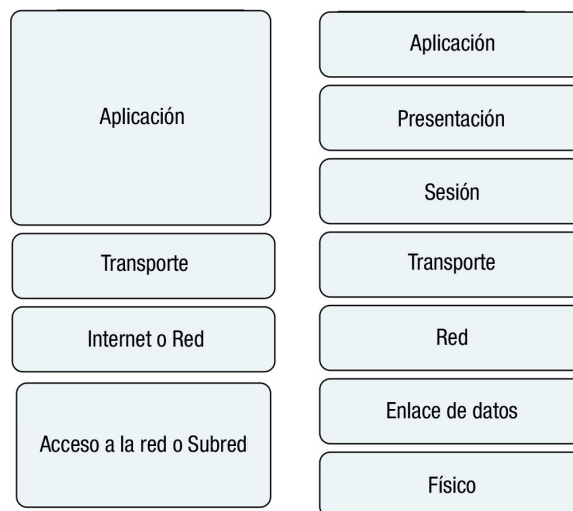 Aplicación
Transporte
Internet o Red
Acceso a la red o Subred
Aplicación
Presentación
Sesión
Transporte
Red
Enlace de datos
Físico